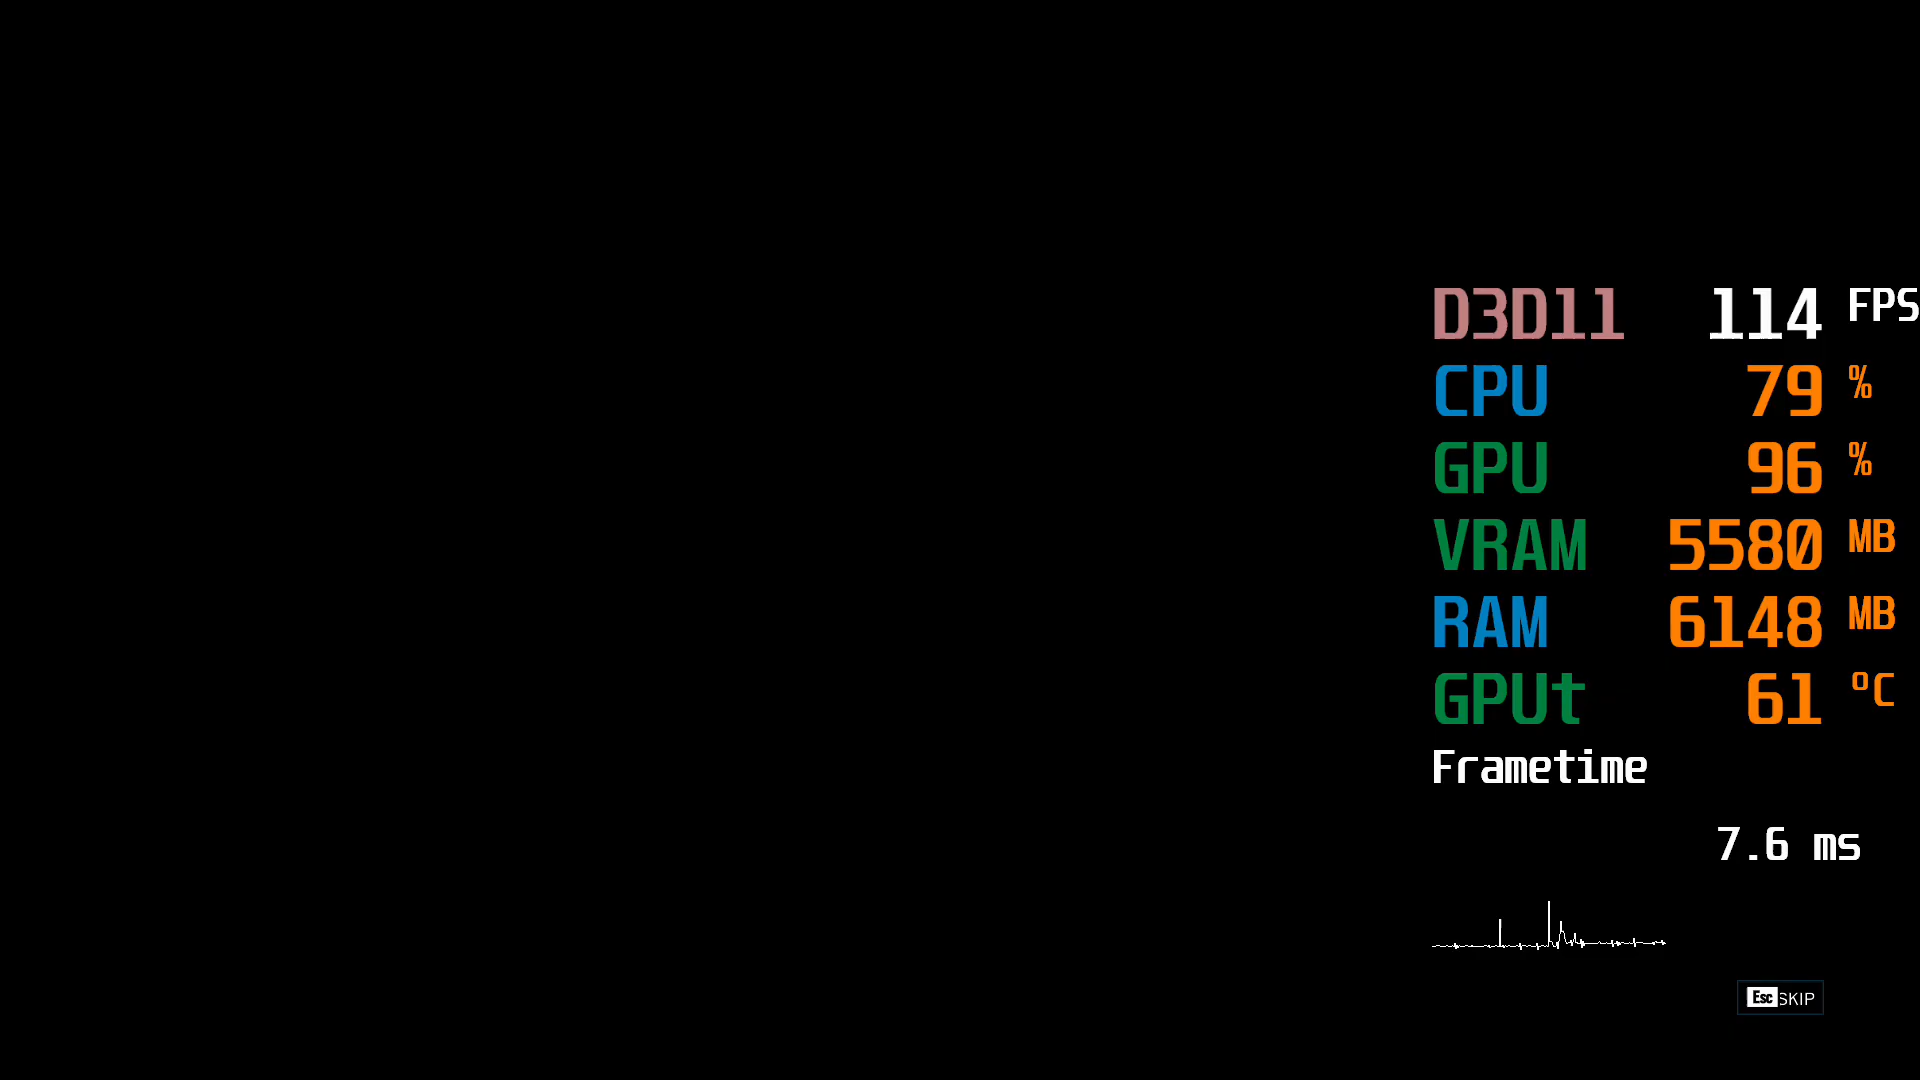 D3D11 114 FPS
CPU 79 %
GPU 96 %
VRAM 5580 MB
RAM 6148 MB
GPUt 61 °C
Frametime
7.6 ms
Esc SKIP